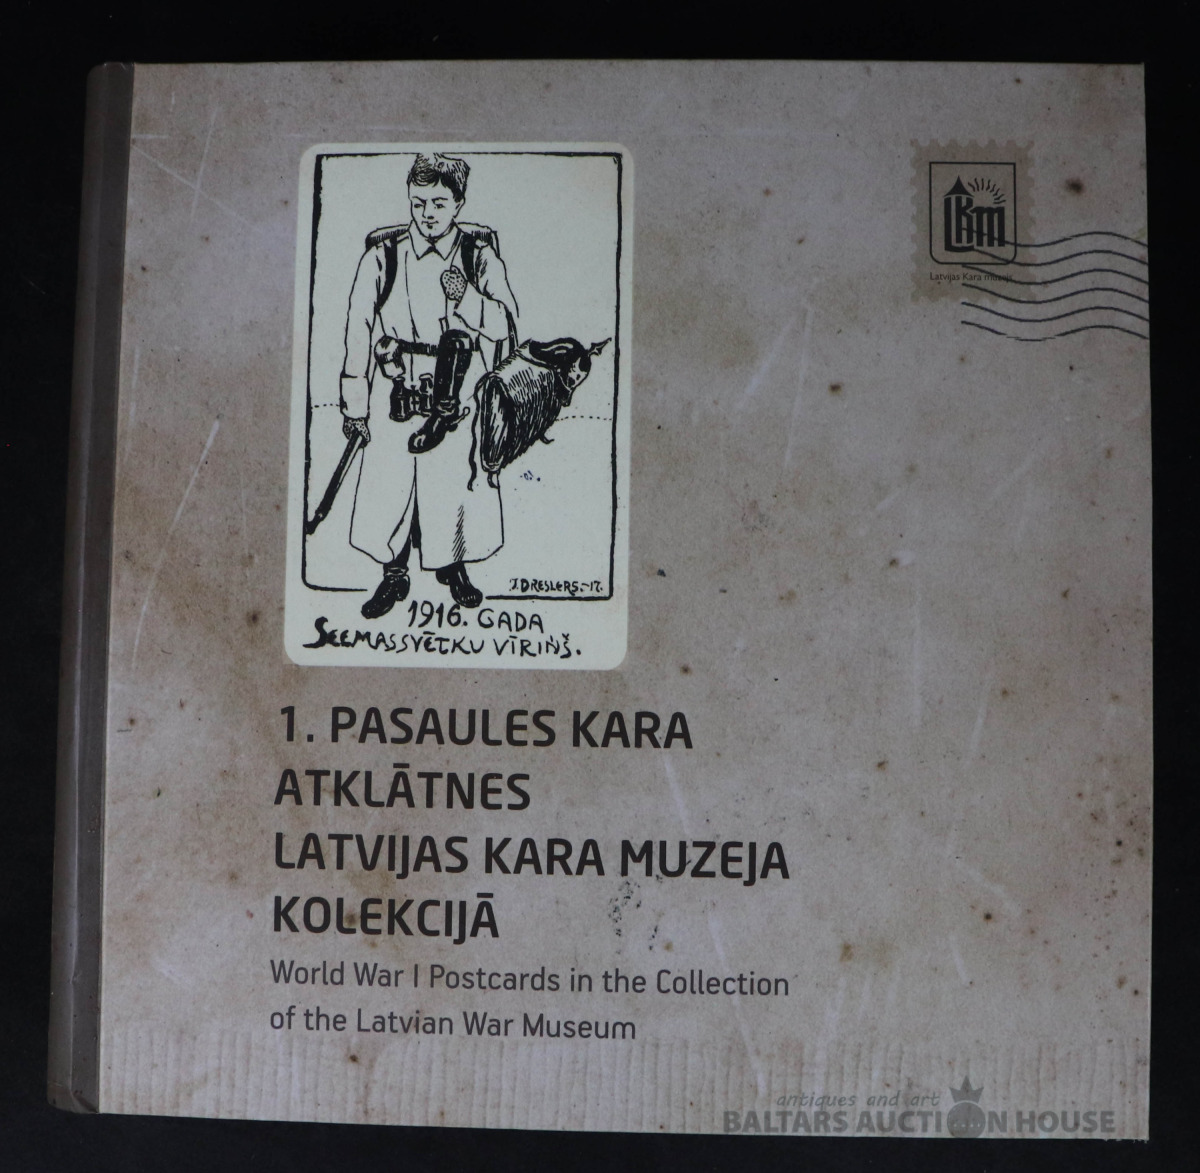 LKM
Latvijas Kara muzejs
J. DRESLERS.-17.
1916. GADA
SEEMASSVĒTKU VĪRIŅŠ.
1. PASAULES KARA
ATKLĀTNES
LATVIJAS KARA MUZEJA
KOLEKCIJĀ
World War I Postcards in the Collection
of the Latvian War Museum
antiques and art
BALTARS AUCTION HOUSE